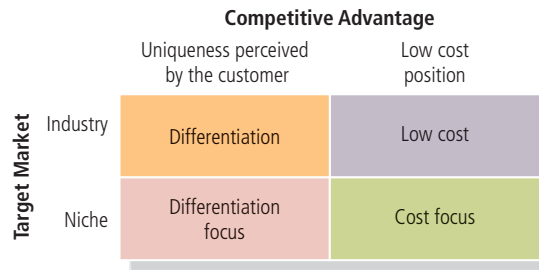 Competitive Advantage
Uniqueness perceived
by the customer
Low cost
position
Target Market
Industry
Differentiation
Low cost
Niche
Differentiation
focus
Cost focus